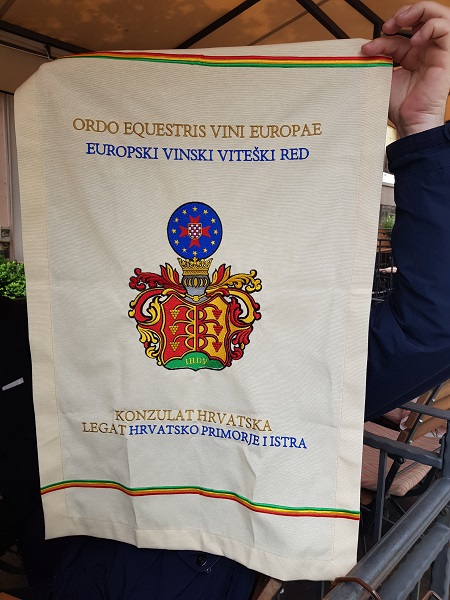 ORDO EQUESTRIS VINI EUROPAE
EUROPSKI VINSKI VITEŠKI RED
KONZULAT HRVATSKA
LEGAT HRVATSKO PRIMORJE I ISTRA